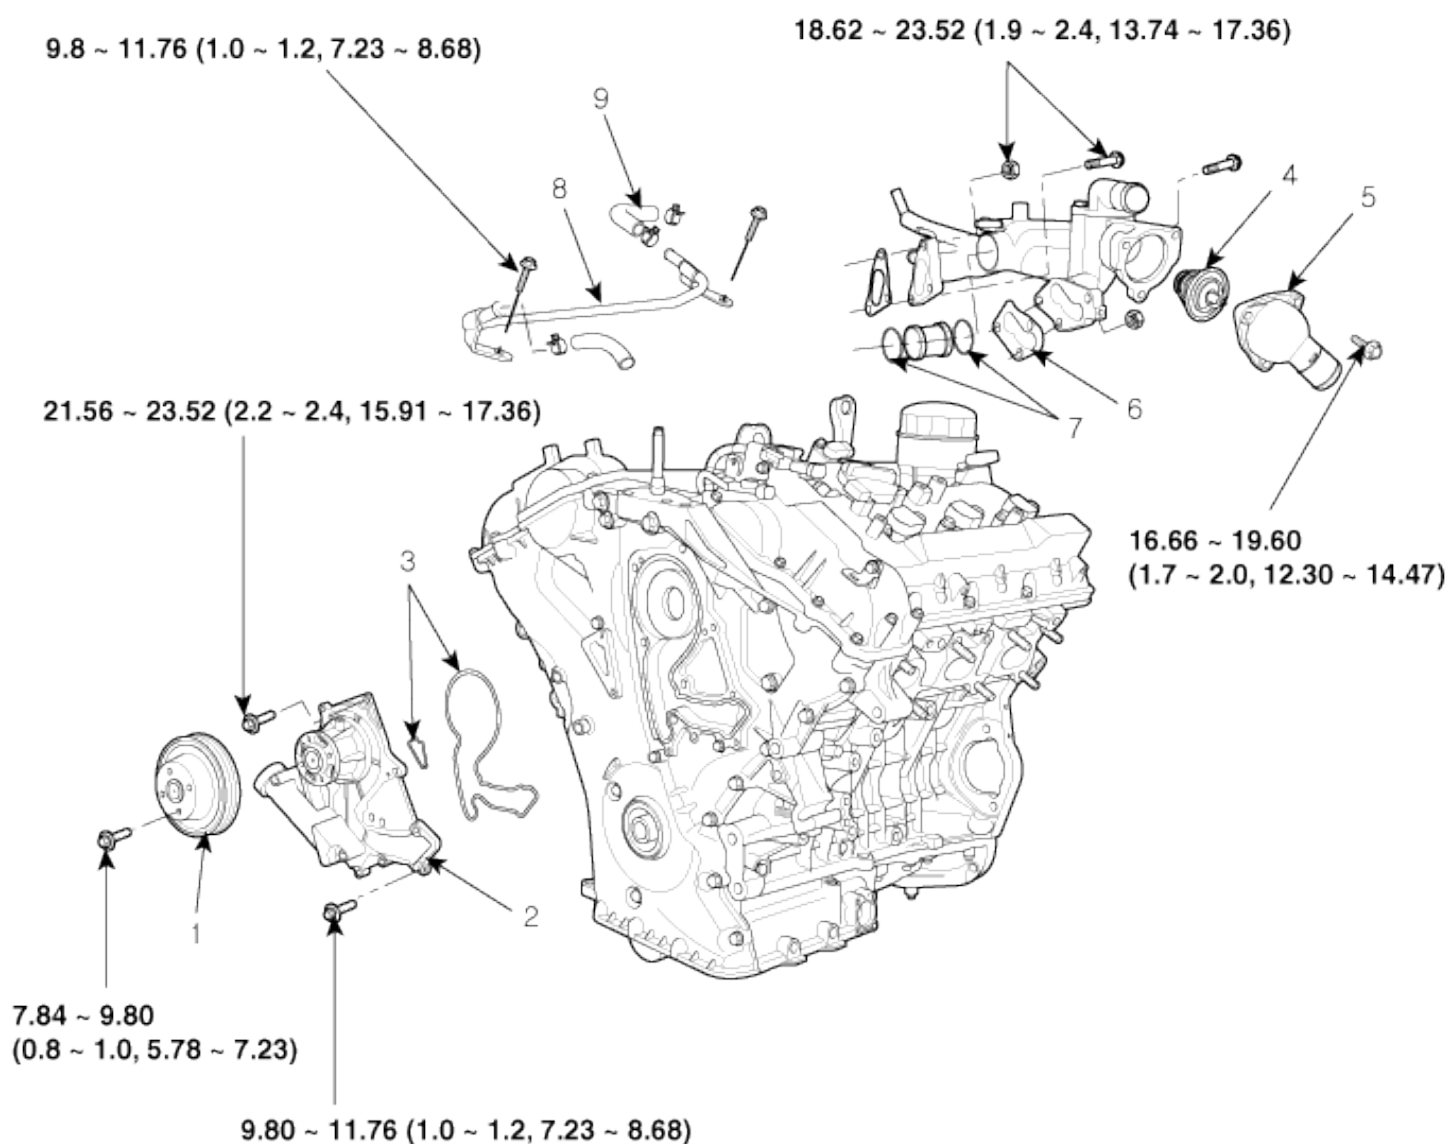 18.62 ~ 23.52 (1.9 ~ 2.4, 13.74 ~ 17.36)
9.8 ~ 11.76 (1.0 ~ 1.2, 7.23 ~ 8.68)
9
8
4
5
21.56 ~ 23.52 (2.2 ~ 2.4, 15.91 ~ 17.36)
6
7
16.66 ~ 19.60
(1.7 ~ 2.0, 12.30 ~ 14.47)
3
2
1
7.84 ~ 9.80
(0.8 ~ 1.0, 5.78 ~ 7.23)
9.80 ~ 11.76 (1.0 ~ 1.2, 7.23 ~ 8.68)